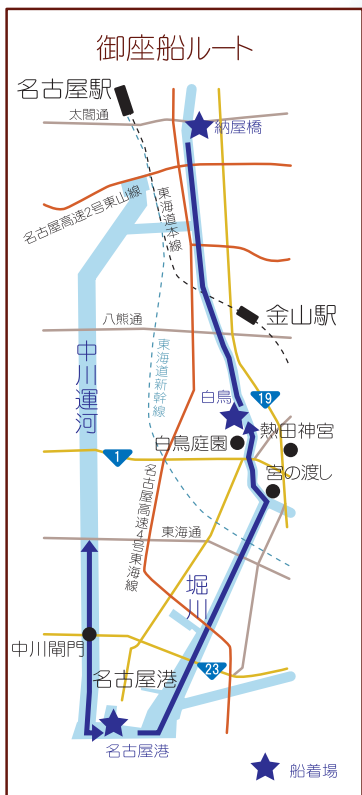 御座船ルート
名古屋駅
太閤通
納屋橋
名古屋高速2号東山線
東海道本線
金山駅
八熊通
中川運河
東海道新幹線
白鳥
19
白鳥庭園
熱田神宮
1
宮の渡し
名古屋高速4号東海線
東海通
堀川
中川閘門
名古屋港
23
名古屋港
船着場